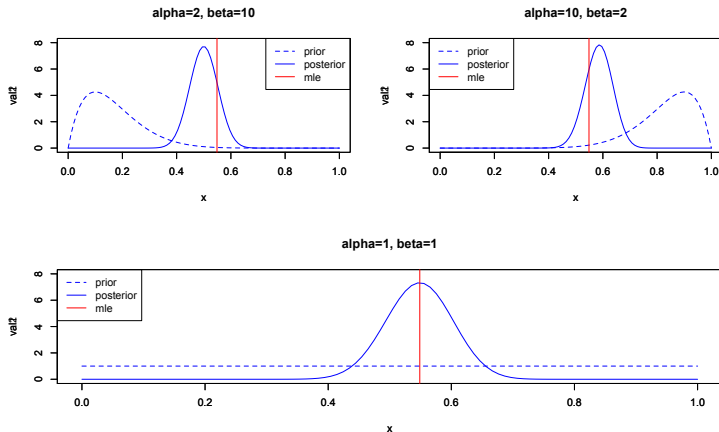 alpha=2, beta=10
val2
8
6
4
2
0
prior
posterior
mle
0.0 0.2 0.4 0.6 0.8 1.0
x
alpha=10, beta=2
val2
8
6
4
2
0
prior
posterior
mle
0.0 0.2 0.4 0.6 0.8 1.0
x
alpha=1, beta=1
val2
8
6
4
2
0
prior
posterior
mle
0.0 0.2 0.4 0.6 0.8 1.0
x